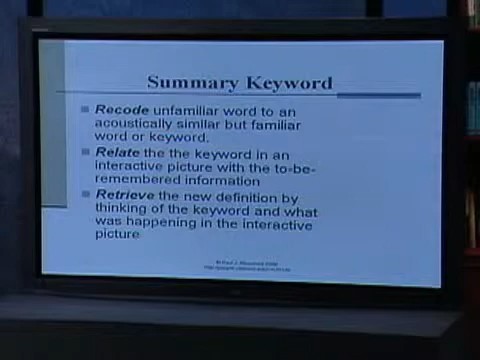 Summary Keyword
Recode unfamiliar word to an
acoustically similar but familiar
word or keyword.
Relate the the keyword in an
interactive picture with the to-be-
remembered information
Retrieve the new definition by
thinking of the keyword and what
was happening in the interactive
picture